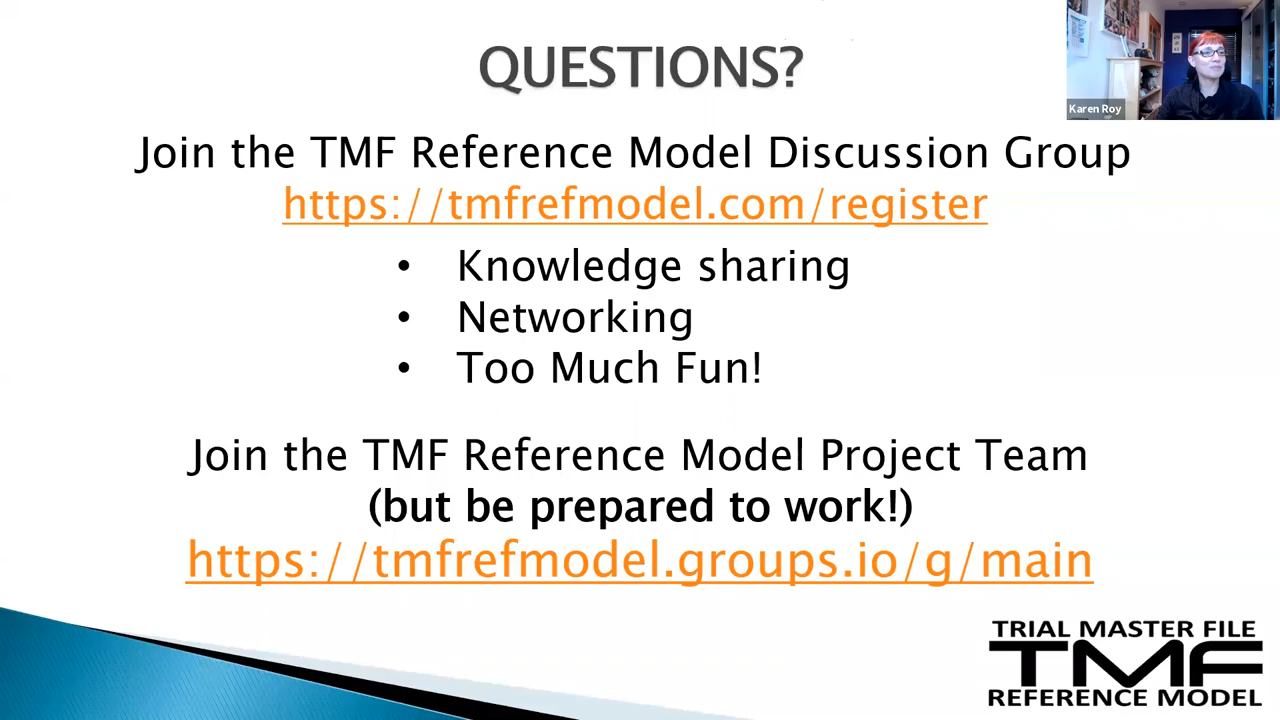 QUESTIONS?
Karen Roy
Join the TMF Reference Model Discussion Group
https://tmfrefmodel.com/register
• Knowledge sharing
• Networking
• Too Much Fun!
Join the TMF Reference Model Project Team
(but be prepared to work!)
https://tmfrefmodel.groups.io/g/main
TRIAL MASTER FILE
TMF
REFERENCE MODEL